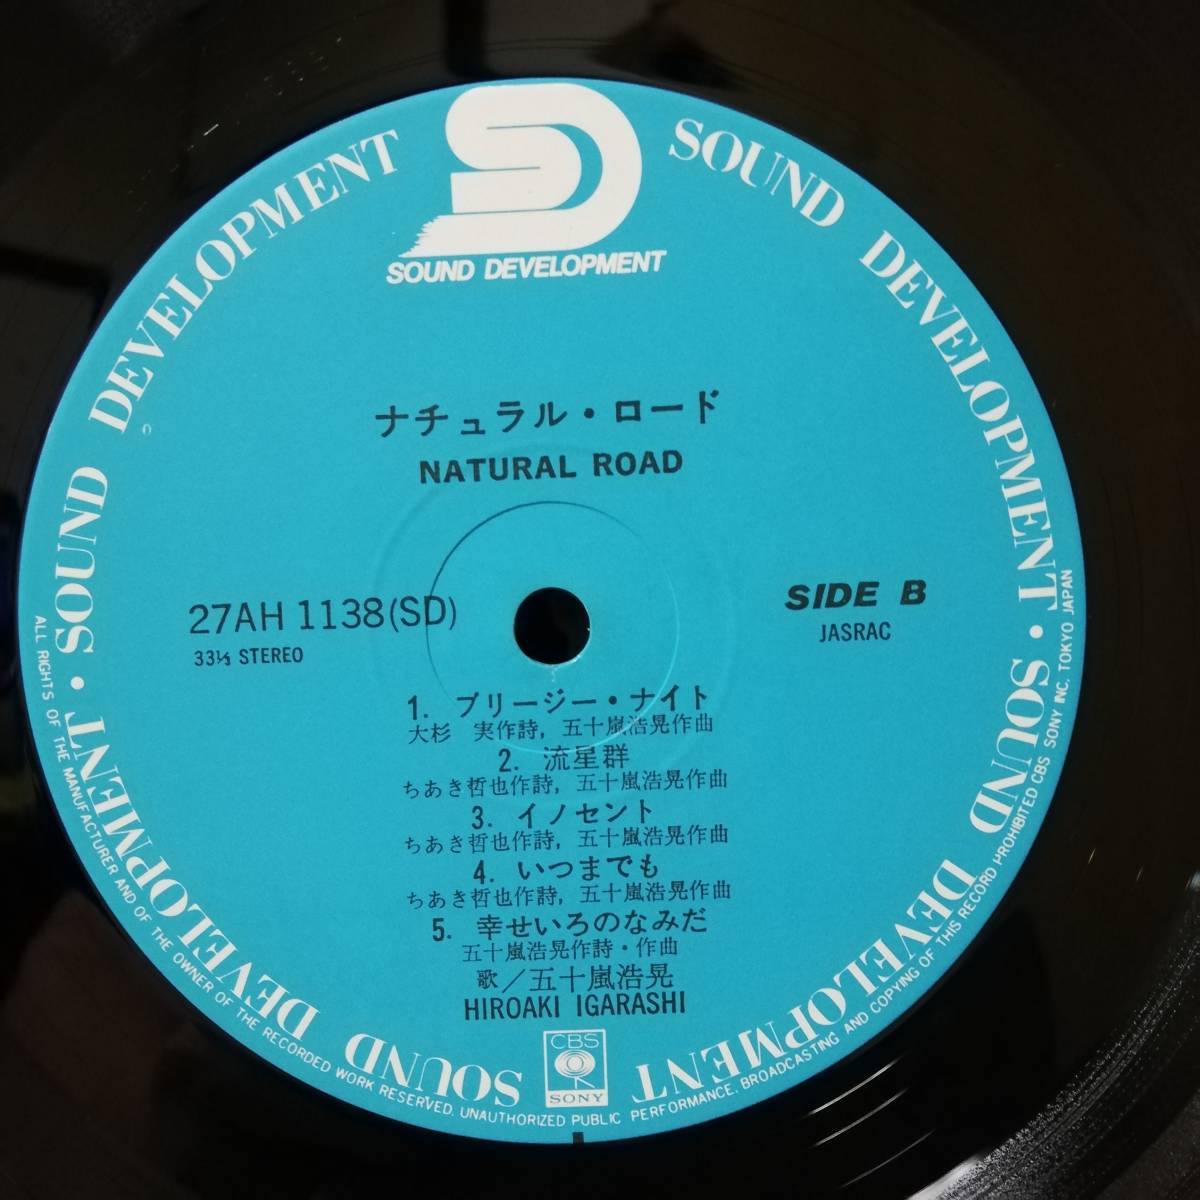 SOUND DEVELOPMENT
SOUND DEVELOPMENT · SOUND DEVELOPMENT · SOUND DEVELOPMENT · SOUND DEVELOPMENT
ナチュラル・ロード
NATURAL ROAD
27AH 1138(SD)
33⅓ STEREO
SIDE B
JASRAC
1. ブリージー・ナイト
大杉 実作詩, 五十嵐浩晃作曲
2. 流星群
ちあき哲也作詩, 五十嵐浩晃作曲
3. イノセント
ちあき哲也作詩, 五十嵐浩晃作曲
4. いつまでも
ちあき哲也作詩, 五十嵐浩晃作曲
5. 幸せいろのなみだ
五十嵐浩晃作詩・作曲
歌／五十嵐浩晃
HIROAKI IGARASHI
CBS
SONY
ALL RIGHTS OF THE MANUFACTURER AND OF THE OWNER OF THE RECORDED WORK RESERVED. UNAUTHORIZED PUBLIC PERFORMANCE, BROADCASTING AND COPYING OF THIS RECORD PROHIBITED CBS SONY INC. TOKYO JAPAN